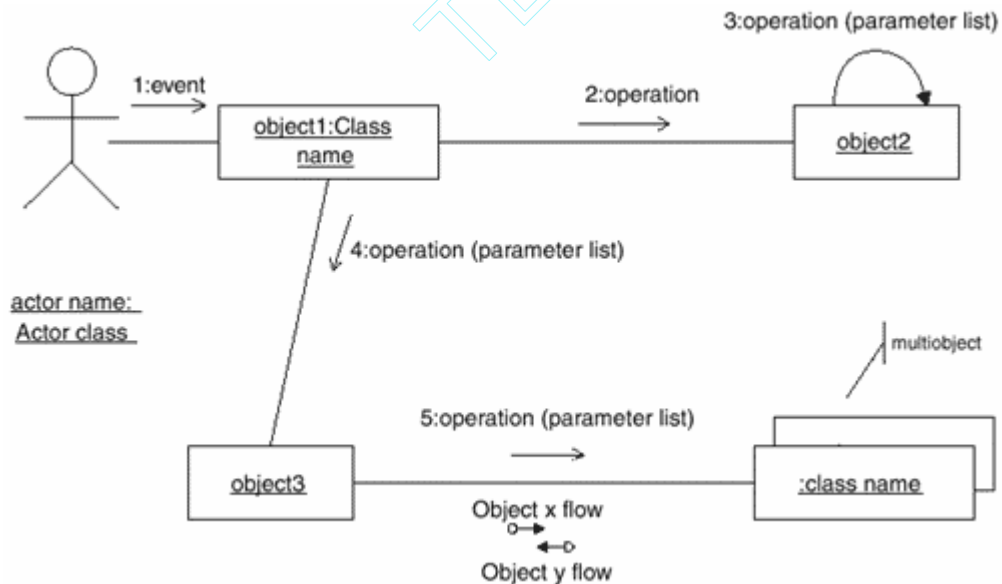 3:operation (parameter list)
1:event
2:operation
object1:Class
name
object2
4:operation (parameter list)
actor name:
Actor class
multiobject
5:operation (parameter list)
object3
:class name
Object x flow
Object y flow